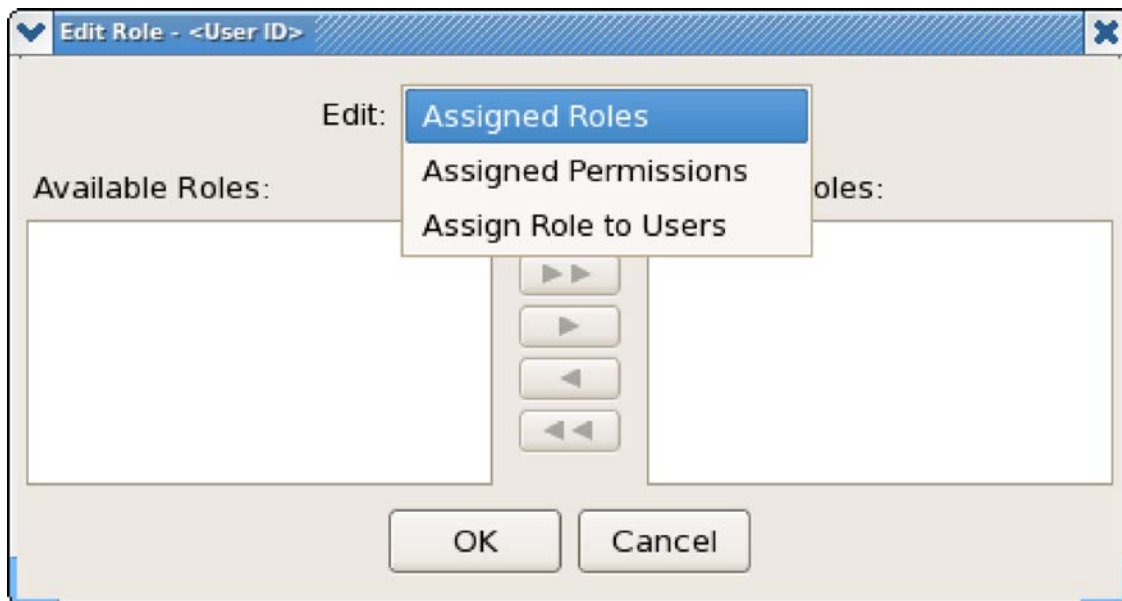 Edit Role - <User ID>
Edit: Assigned Roles
Assigned Permissions
Assign Role to Users
Available Roles:
oles:
OK Cancel